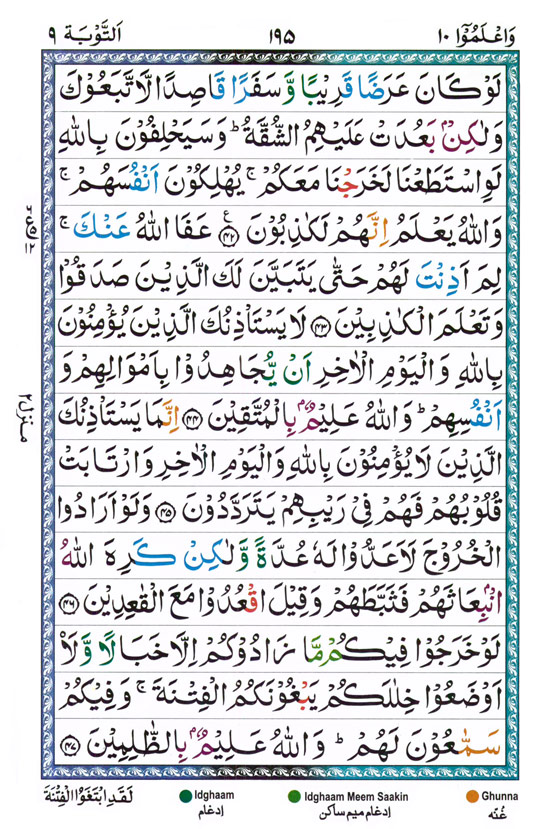 وَاعْلَمُوْۤا ١٠ ١٩٥ اَلتَّوْبَة ٩
لَوْ كَانَ عَرَضًا قَرِيْبًا وَّ سَفَرًا قَاصِدًا لَّاتَّبَعُوْكَ
وَلٰكِنْۢ بَعُدَتْ عَلَيْهِمُ الشُّقَّةُ ؕ وَ سَيَحْلِفُوْنَ بِاللّٰهِ
لَوِ اسْتَطَعْنَا لَخَرَجْنَا مَعَكُمْ ۚ يُهْلِكُوْنَ اَنْفُسَهُمْ ۚ
وَاللّٰهُ يَعْلَمُ اِنَّهُمْ لَكٰذِبُوْنَ ﴿٤٢﴾ ع عَفَا اللّٰهُ عَنْكَ ۚ
لِمَ اَذِنْتَ لَهُمْ حَتّٰى يَتَبَيَّنَ لَكَ الَّذِيْنَ صَدَقُوْا
وَ تَعْلَمَ الْكٰذِبِيْنَ ﴿٤٣﴾ لَا يَسْتَاْذِنُكَ الَّذِيْنَ يُؤْمِنُوْنَ
بِاللّٰهِ وَ الْيَوْمِ الْاٰخِرِ اَنْ يُّجَاهِدُوْا بِاَمْوَالِهِمْ وَ
اَنْفُسِهِمْ ؕ وَاللّٰهُ عَلِيْمٌۢ بِالْمُتَّقِيْنَ ﴿٤٤﴾ اِنَّمَا يَسْتَاْذِنُكَ
الَّذِيْنَ لَا يُؤْمِنُوْنَ بِاللّٰهِ وَ الْيَوْمِ الْاٰخِرِ وَ ارْتَابَتْ
قُلُوْبُهُمْ فَهُمْ فِيْ رَيْبِهِمْ يَتَرَدَّدُوْنَ ﴿٤٥﴾ وَلَوْ اَرَادُوا
الْخُرُوْجَ لَاَعَدُّوْا لَهٗ عُدَّةً وَّلٰكِنْ كَرِهَ اللّٰهُ
انْۢبِعَاثَهُمْ فَثَبَّطَهُمْ وَ قِيْلَ اقْعُدُوْا مَعَ الْقٰعِدِيْنَ ﴿٤٦﴾
لَوْ خَرَجُوْا فِيْكُمْ مَّا زَادُوْكُمْ اِلَّا خَبَالًا وَّلَا۟
اَوْضَعُوْا خِلٰلَكُمْ يَبْغُوْنَكُمُ الْفِتْنَةَ ۚ وَ فِيْكُمْ
سَمّٰعُوْنَ لَهُمْ ؕ وَاللّٰهُ عَلِيْمٌۢ بِالظّٰلِمِيْنَ ﴿٤٧﴾
منزل ٢
لَقَدِ ابْتَغَوُا الْفِتْنَةَ
Idghaam
إدغام
Idghaam Meem Saakin
إدغام ميم ساكن
Ghunna
غُنّه